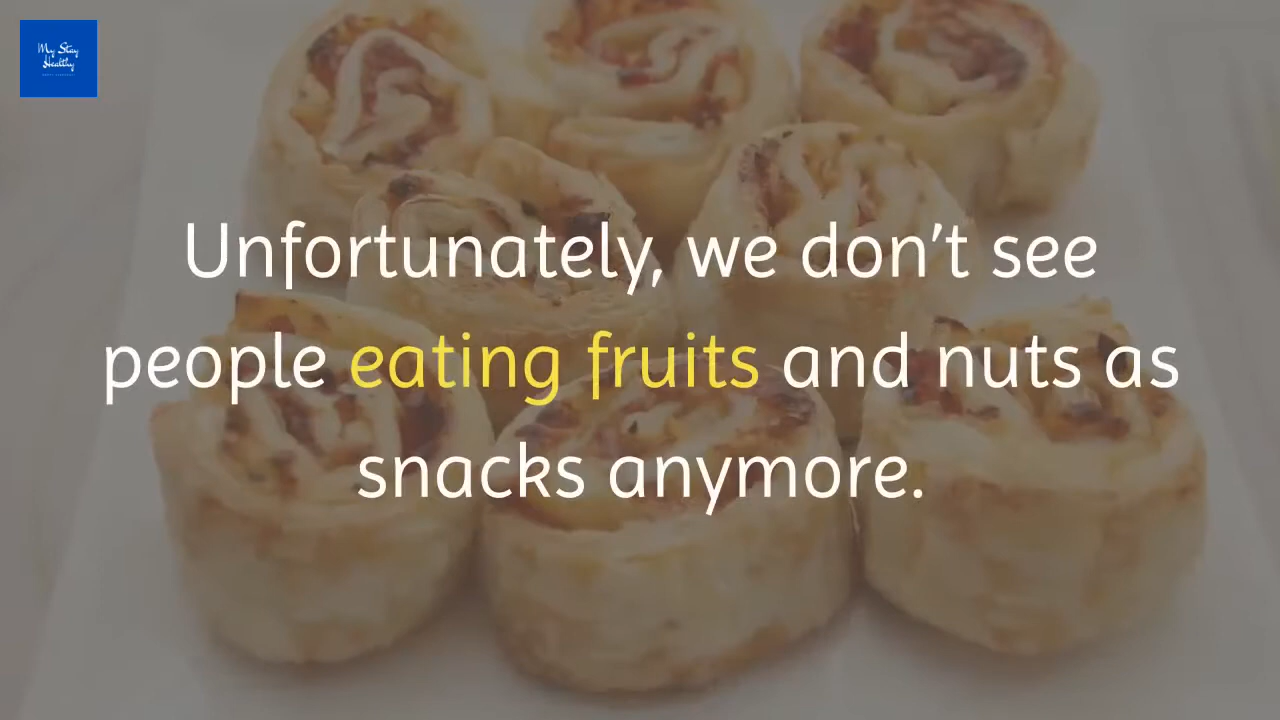 My Stay
Healthy
Unfortunately, we don't see
people eating fruits and nuts as
snacks anymore.